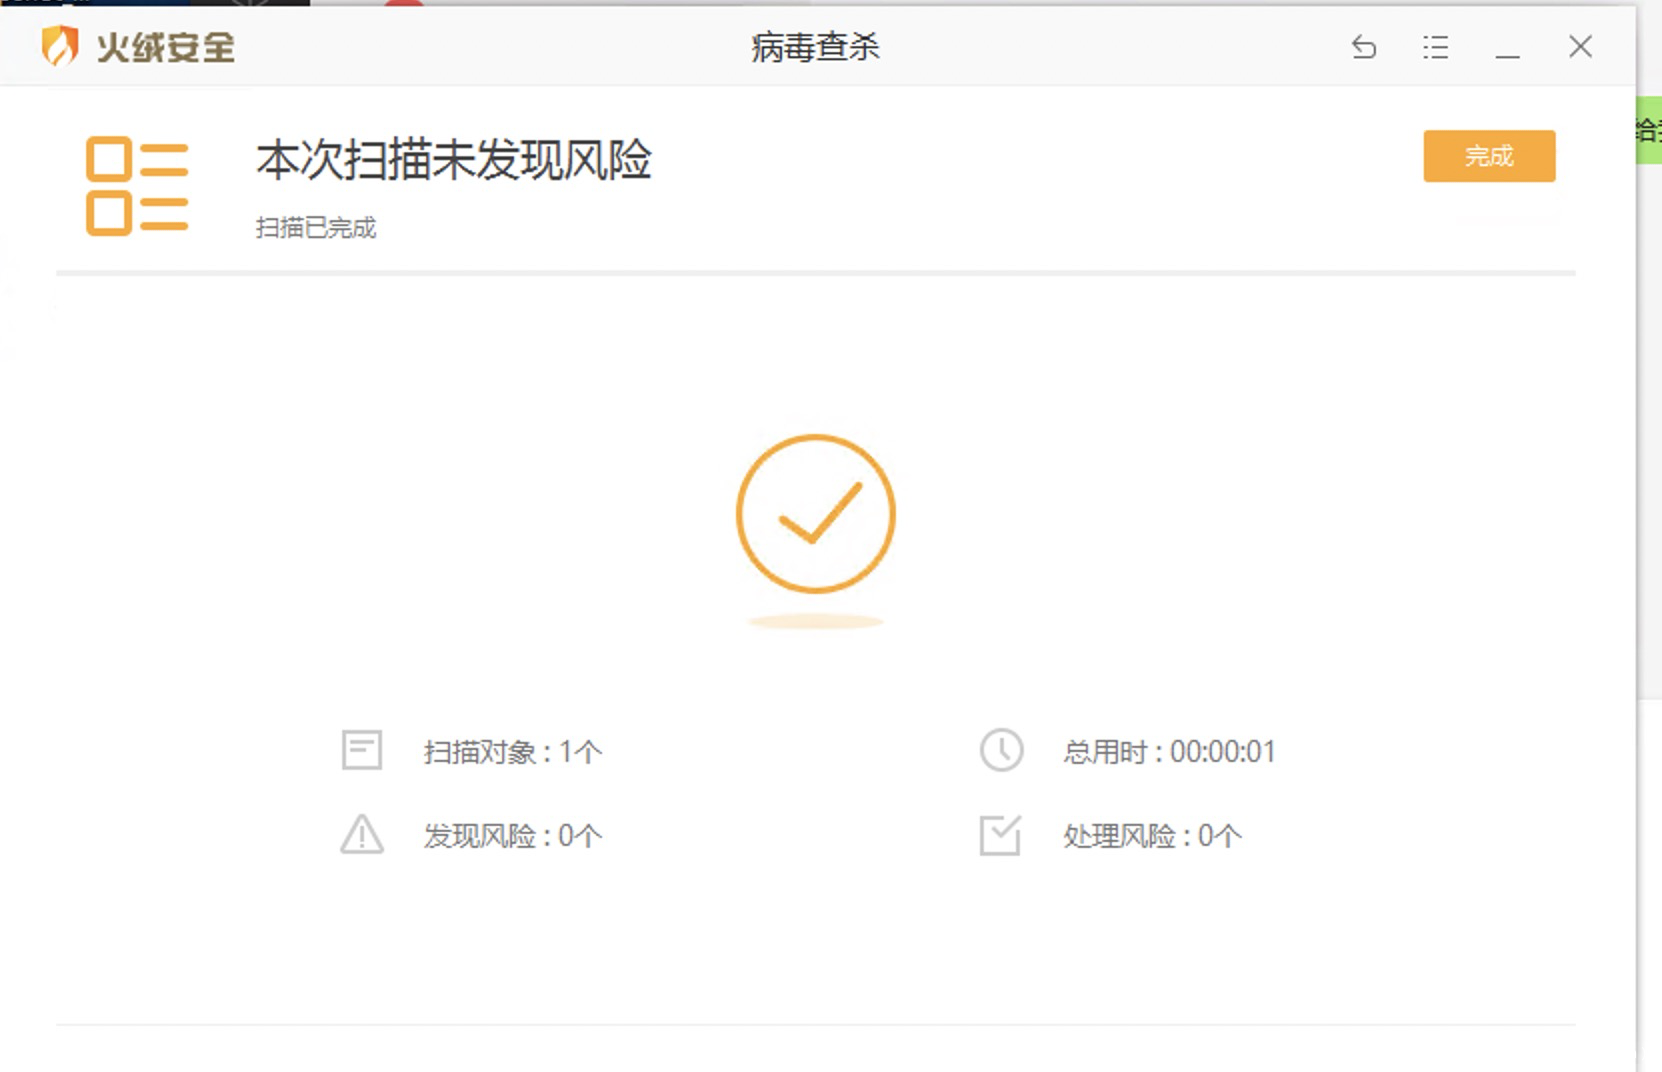 火绒安全
病毒查杀
本次扫描未发现风险
完成
扫描已完成
扫描对象 : 1个
总用时 : 00:00:01
发现风险 : 0个
处理风险 : 0个
给